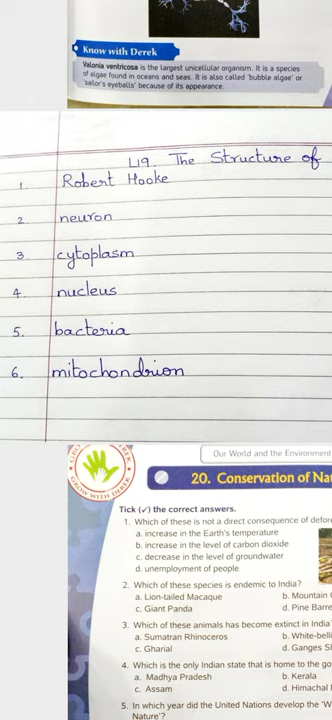 Know with Derek
Valonia ventricosa is the largest unicellular organism. It is a species
of algae found in oceans and seas. It is also called 'bubble algae' or
'sailor's eyeballs' because of its appearance.
L19. The Structure of
1. Robert Hooke
2 neuron
3. cytoplasm
4. nucleus
5. bacteria
6. mitochondrion
Our World and the Environment
GROW WITH DEREK
20. Conservation of Na
Tick (✓) the correct answers.
1. Which of these is not a direct consequence of defore
a. increase in the Earth's temperature
b. increase in the level of carbon dioxide
c. decrease in the level of groundwater
d. unemployment of people
2. Which of these species is endemic to India?
a. Lion-tailed Macaque b. Mountain
c. Giant Panda d. Pine Barre
3. Which of these animals has become extinct in India?
a. Sumatran Rhinoceros b. White-belli
c. Gharial d. Ganges S
4. Which is the only Indian state that is home to the go
a. Madhya Pradesh b. Kerala
c. Assam d. Himachal
5. In which year did the United Nations develop the 'W
Nature'?